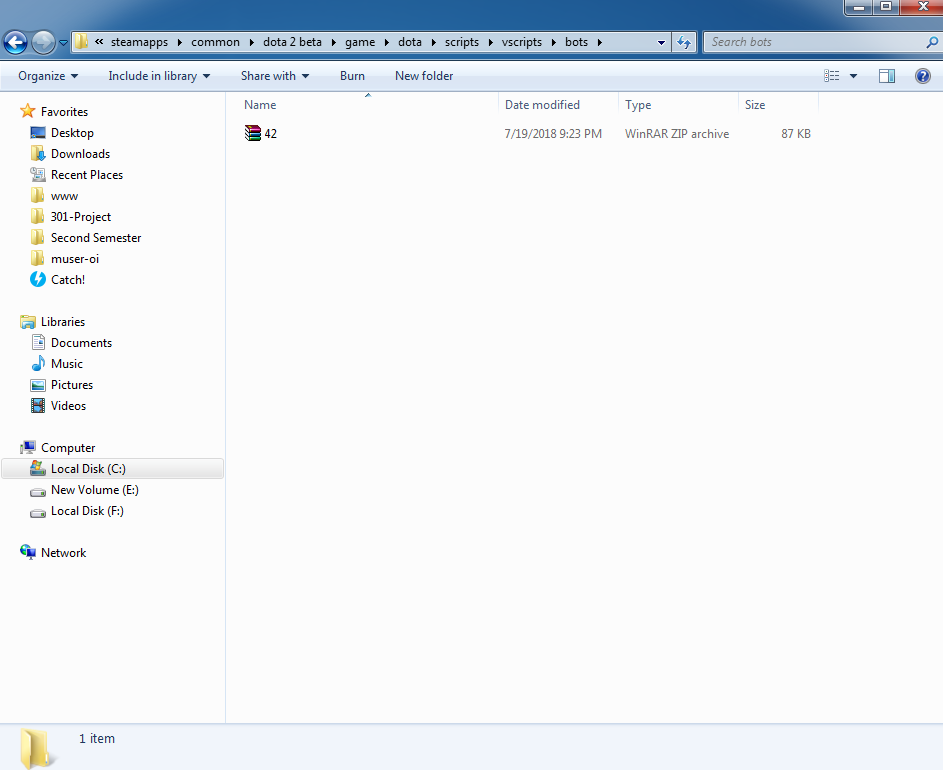 « steamapps common dota 2 beta game dota scripts vscripts bots Search bots
Organize Include in library Share with Burn New folder
Name Date modified Type Size
42 7/19/2018 9:23 PM WinRAR ZIP archive 87 KB
Favorites
Desktop
Downloads
Recent Places
www
301-Project
Second Semester
muser-oi
Catch!
Libraries
Documents
Music
Pictures
Videos
Computer
Local Disk (C:)
New Volume (E:)
Local Disk (F:)
Network
1 item